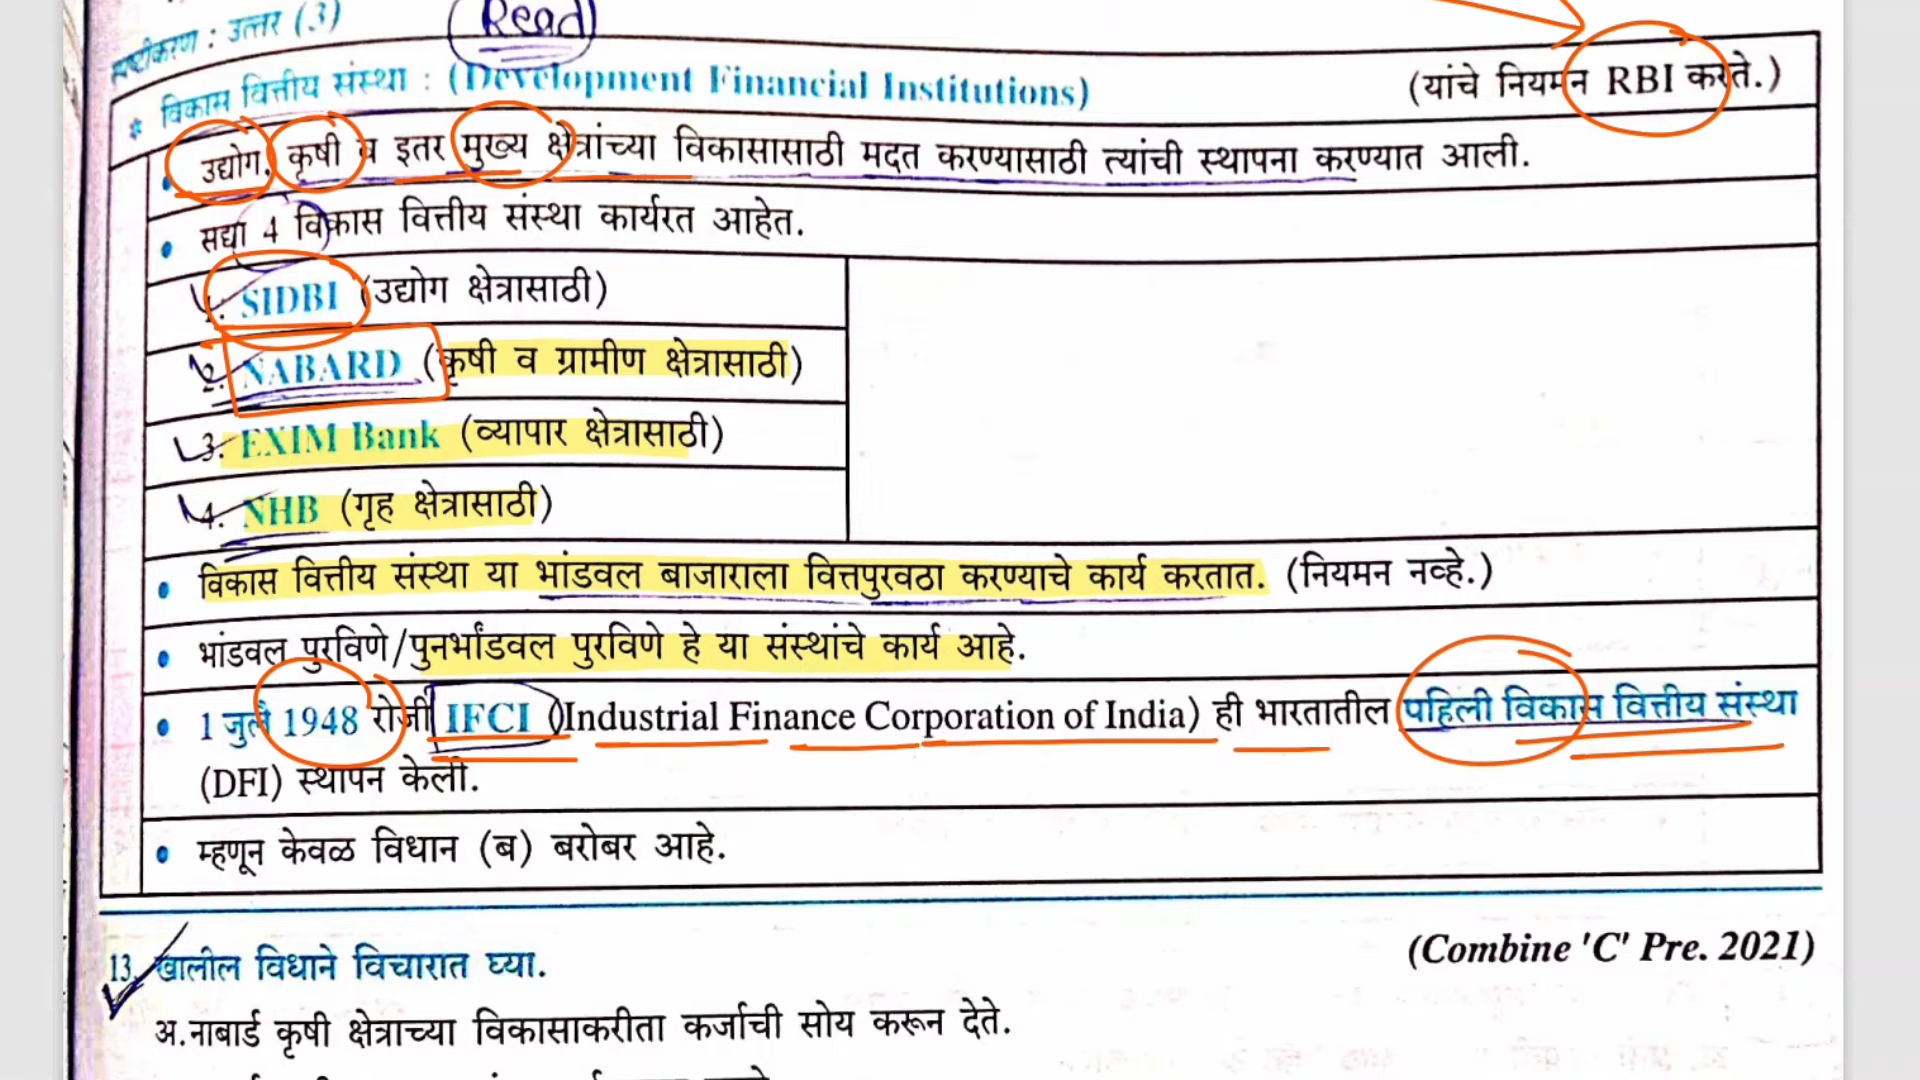 Read
स्पष्टीकरण : उत्तर (3)
* विकास वित्तीय संस्था : (Development Financial Institutions) (यांचे नियमन RBI करते.)
• उद्योग, कृषी व इतर मुख्य क्षेत्रांच्या विकासासाठी मदत करण्यासाठी त्यांची स्थापना करण्यात आली.
• सद्या 4 विकास वित्तीय संस्था कार्यरत आहेत.
1. SIDBI (उद्योग क्षेत्रासाठी)
2. NABARD (कृषी व ग्रामीण क्षेत्रासाठी)
3. EXIM Bank (व्यापार क्षेत्रासाठी)
4. NHB (गृह क्षेत्रासाठी)
• विकास वित्तीय संस्था या भांडवल बाजाराला वित्तपुरवठा करण्याचे कार्य करतात. (नियमन नव्हे.)
• भांडवल पुरविणे/पुनर्भांडवल पुरविणे हे या संस्थांचे कार्य आहे.
• 1 जुलै 1948 रोजी IFCI (Industrial Finance Corporation of India) ही भारतातील पहिली विकास वित्तीय संस्था
(DFI) स्थापन केली.
• म्हणून केवळ विधान (ब) बरोबर आहे.
13. खालील विधाने विचारात घ्या. (Combine 'C' Pre. 2021)
अ.नाबार्ड कृषी क्षेत्राच्या विकासाकरीता कर्जाची सोय करून देते.